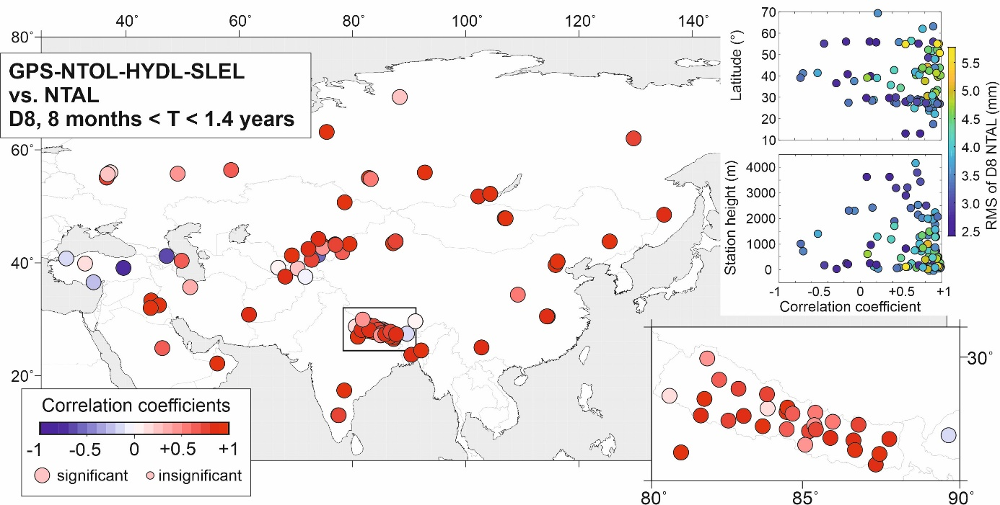 40° 60° 80° 100° 120° 140°
80°
60°
40°
20°
GPS-NTOL-HYDL-SLEL
vs. NTAL
D8, 8 months < T < 1.4 years
Correlation coefficients
-1 -0.5 0 +0.5 +1
significant insignificant
80° 100° 120°
Latitude (°)
70
60
50
40
30
20
10
Station height (m)
4000
3000
2000
1000
0
-1 -0.5 0 +0.5 +1
Correlation coefficient
5.5
5.0
4.5
4.0
3.5
3.0
2.5
RMS of D8 NTAL (mm)
30°
80° 85° 90°